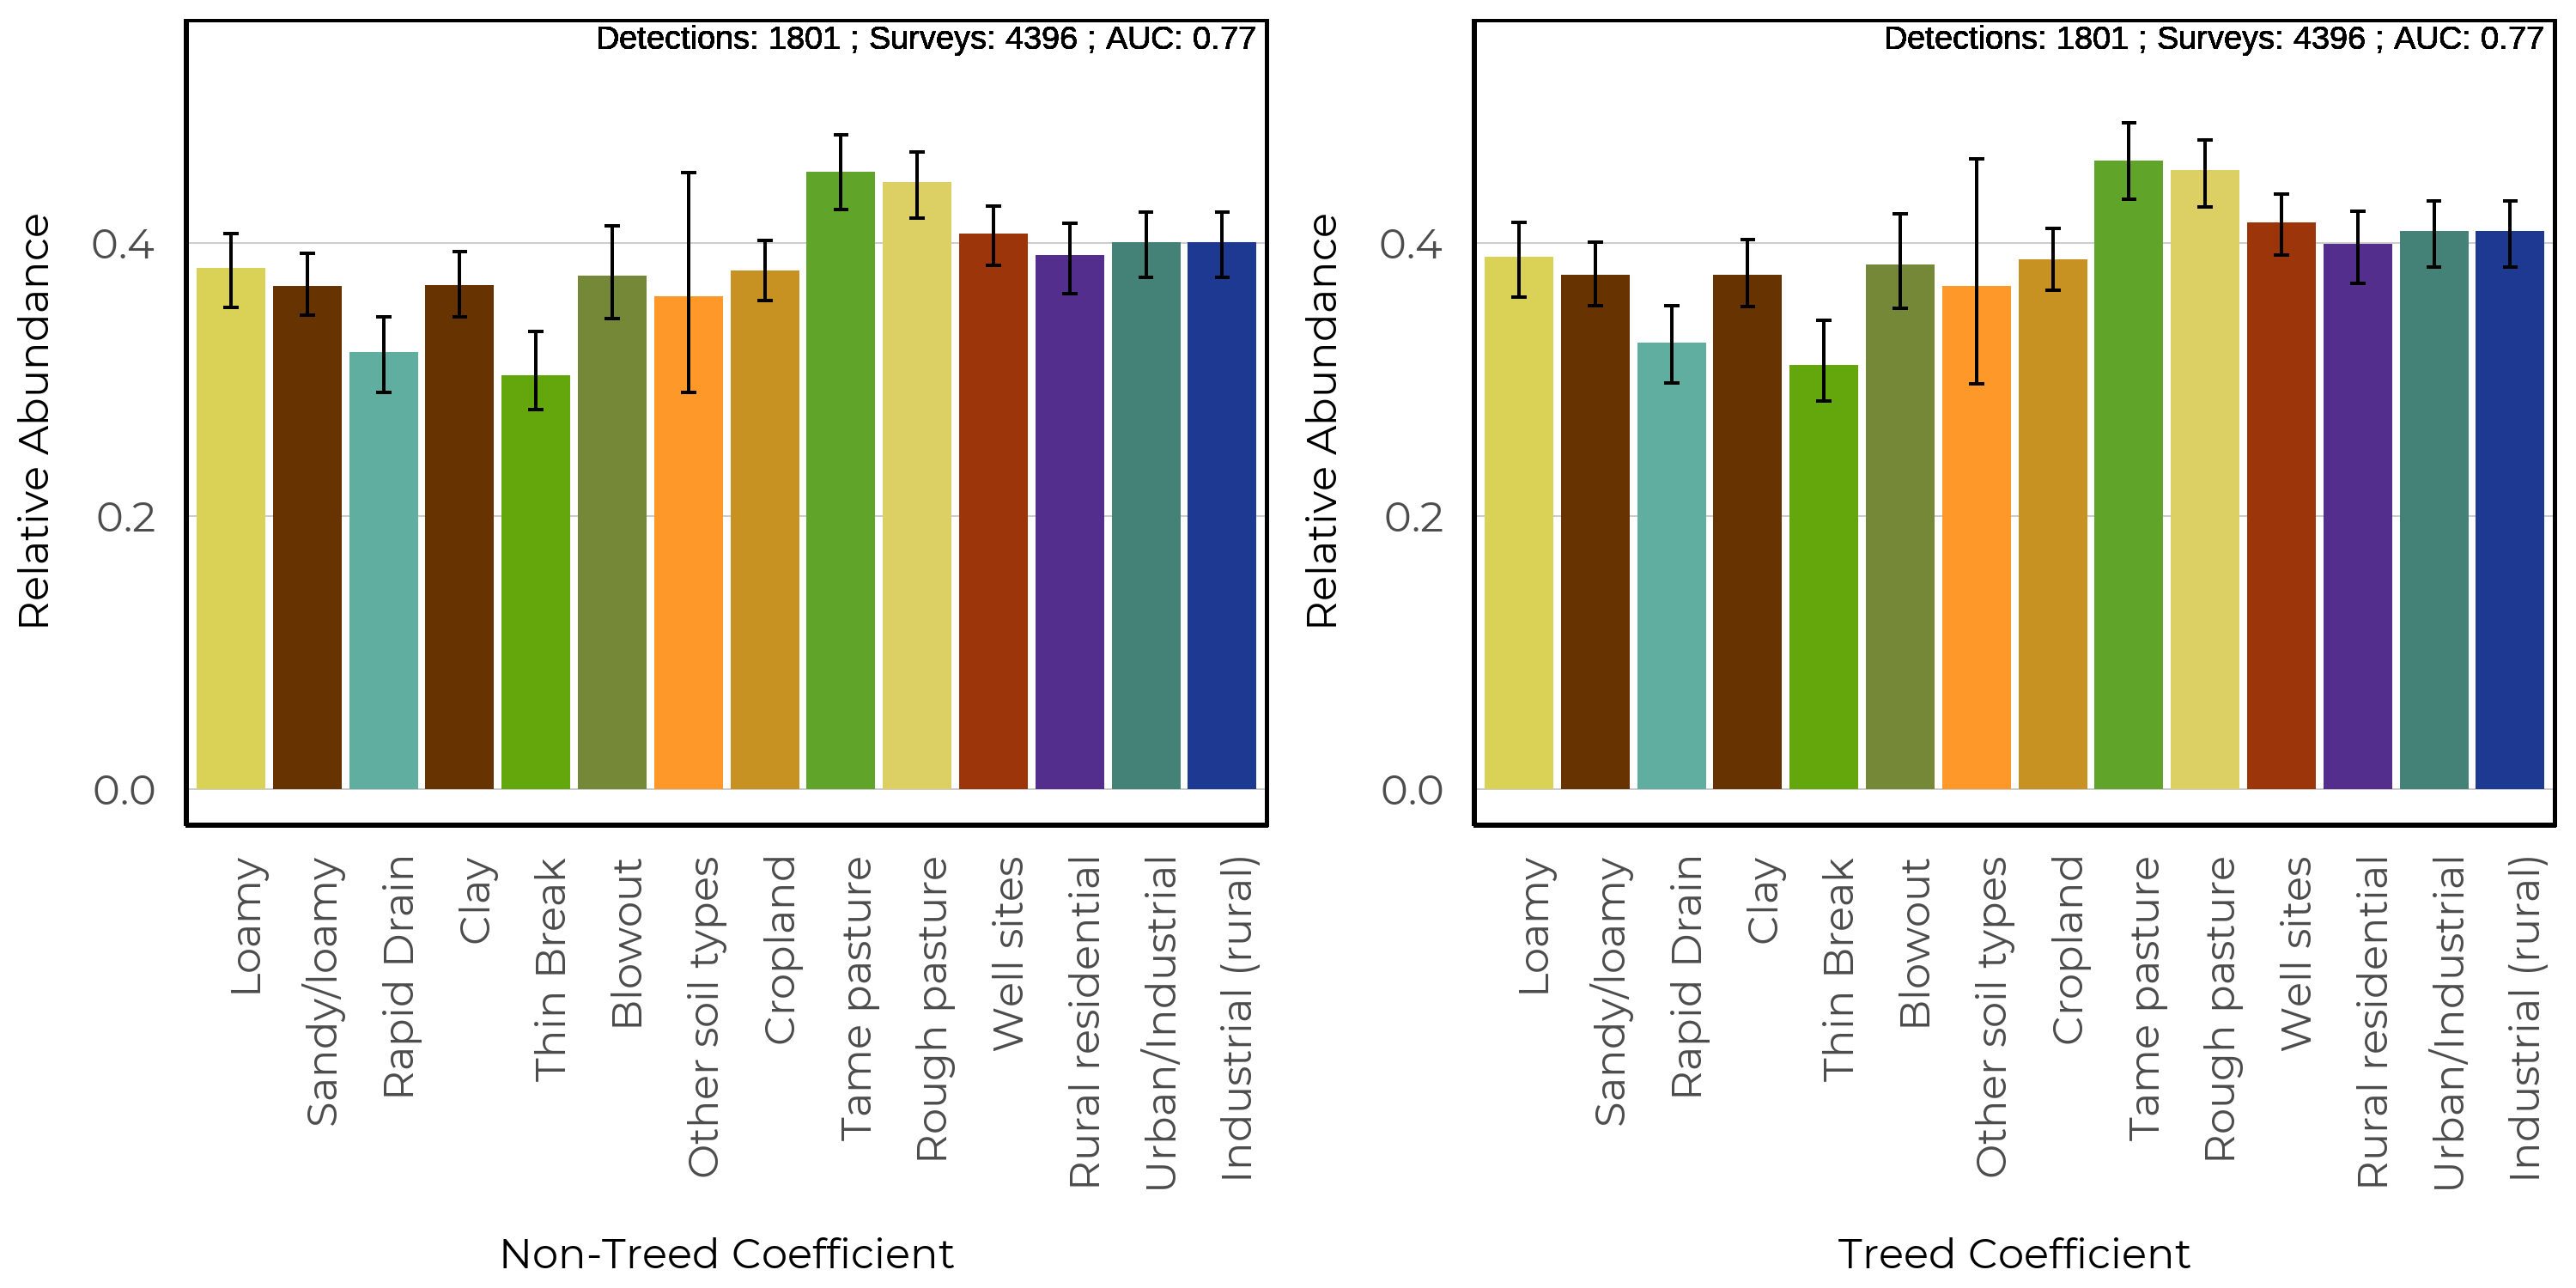 Detections: 1801 ; Surveys: 4396 ; AUC: 0.77
Relative Abundance
0.4
0.2
0.0
Loamy
Sandy/loamy
Rapid Drain
Clay
Thin Break
Blowout
Other soil types
Cropland
Tame pasture
Rough pasture
Well sites
Rural residential
Urban/Industrial
Industrial (rural)
Non-Treed Coefficient
Detections: 1801 ; Surveys: 4396 ; AUC: 0.77
Relative Abundance
0.4
0.2
0.0
Loamy
Sandy/loamy
Rapid Drain
Clay
Thin Break
Blowout
Other soil types
Cropland
Tame pasture
Rough pasture
Well sites
Rural residential
Urban/Industrial
Industrial (rural)
Treed Coefficient